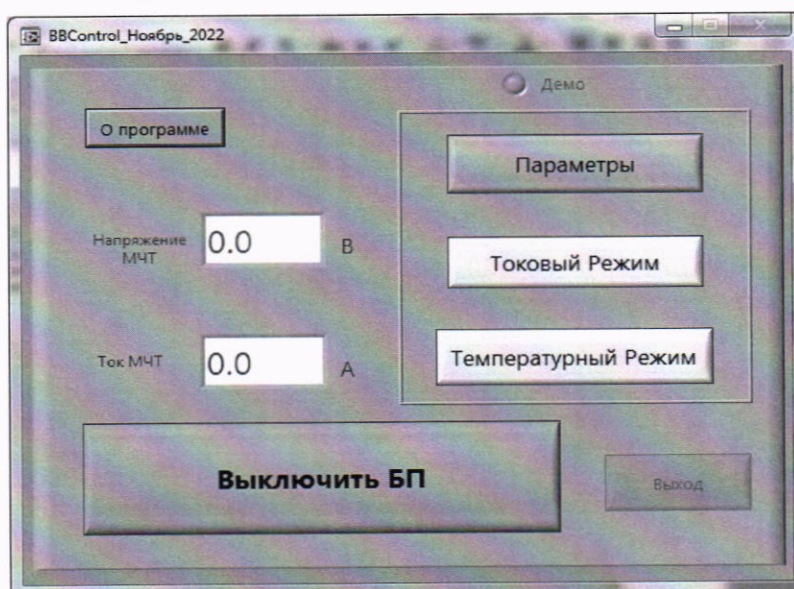 BBControl_Ноябрь_2022
Демо
О программе
Параметры
Напряжение
МЧТ
0.0
В
Токовый Режим
Ток МЧТ
0.0
А
Температурный Режим
Выключить БП
Выход